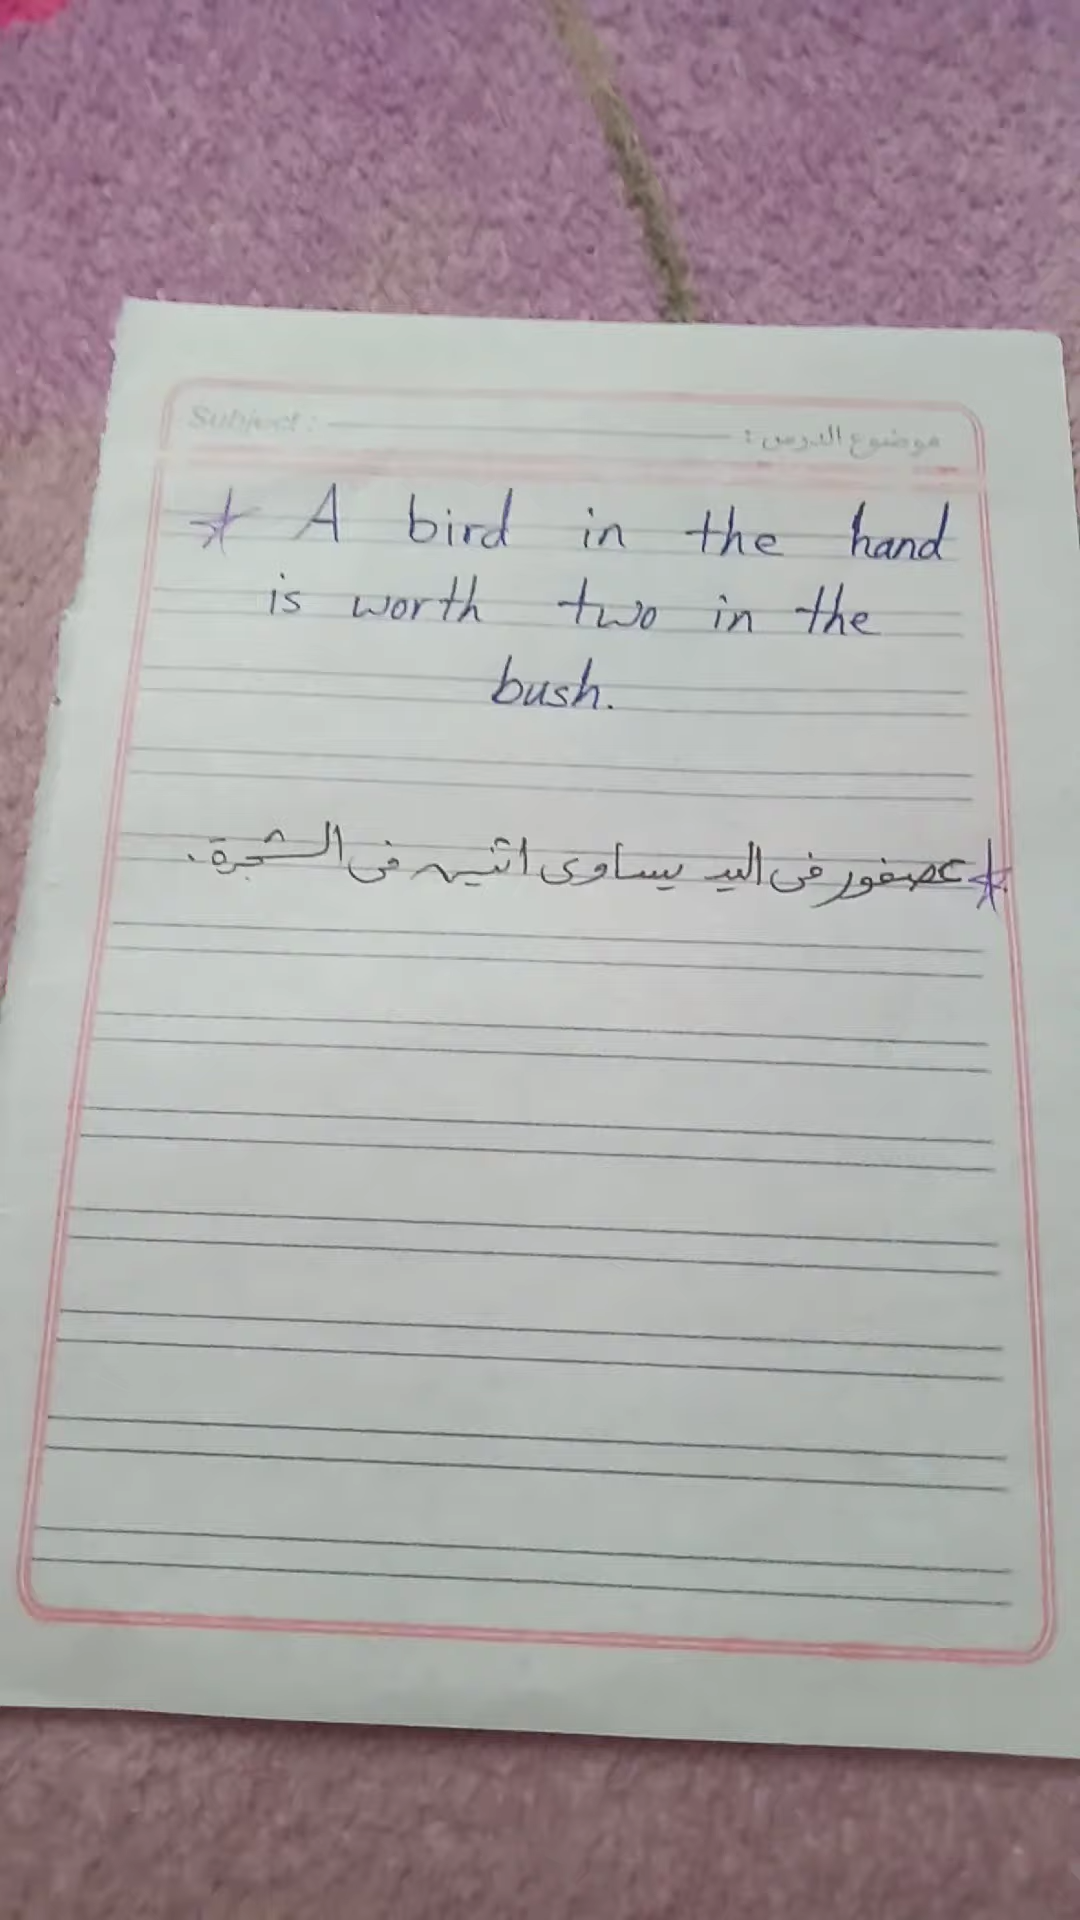 Subject : موضوع الدرس :
* A bird in the hand
is worth two in the
bush.
* عصفور فى اليد يساوى اثنين فى الشجرة.